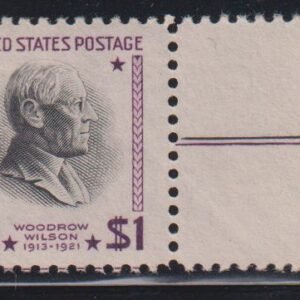 ED STATES POSTAGE
WOODROW
WILSON
1913-1921
$1